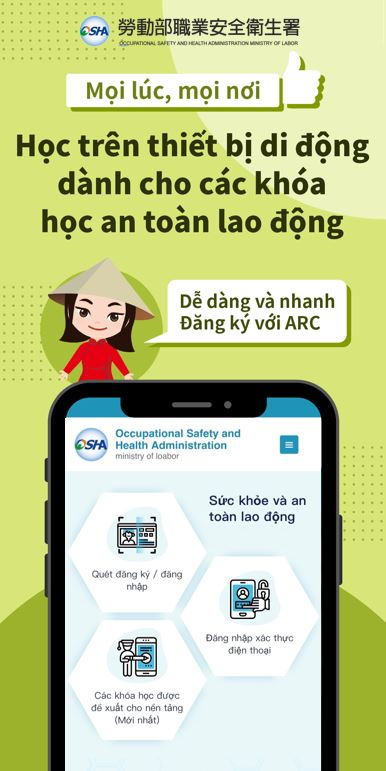 OSHA 勞動部職業安全衛生署
OCCUPATIONAL SAFETY AND HEALTH ADMINISTRATION MINISTRY OF LABOR
Mọi lúc, mọi nơi
Học trên thiết bị di động
dành cho các khóa
học an toàn lao động
Dễ dàng và nhanh
Đăng ký với ARC
OSHA
Occupational Safety and
Health Administration
ministry of loabor
Sức khỏe và an
toàn lao động
Quét đăng ký / đăng
nhập
Đăng nhập xác thực
điện thoại
Các khóa học được
đề xuất cho nền tảng
(Mới nhất)